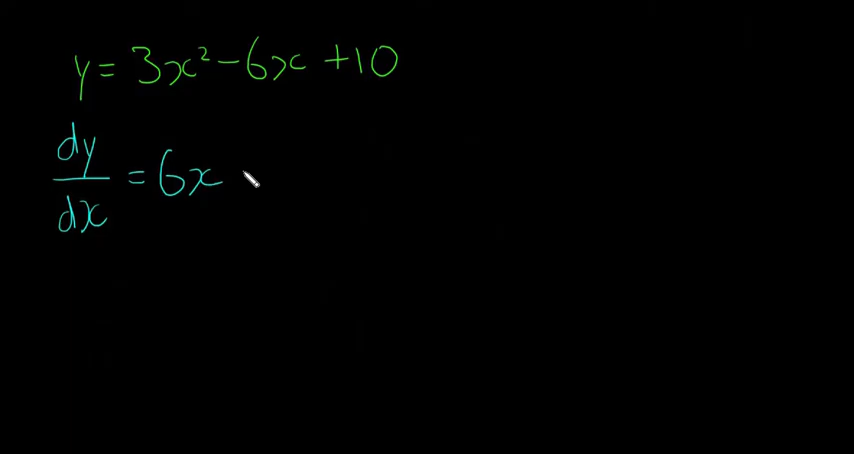 y = 3x² - 6x + 10
dy/dx = 6x